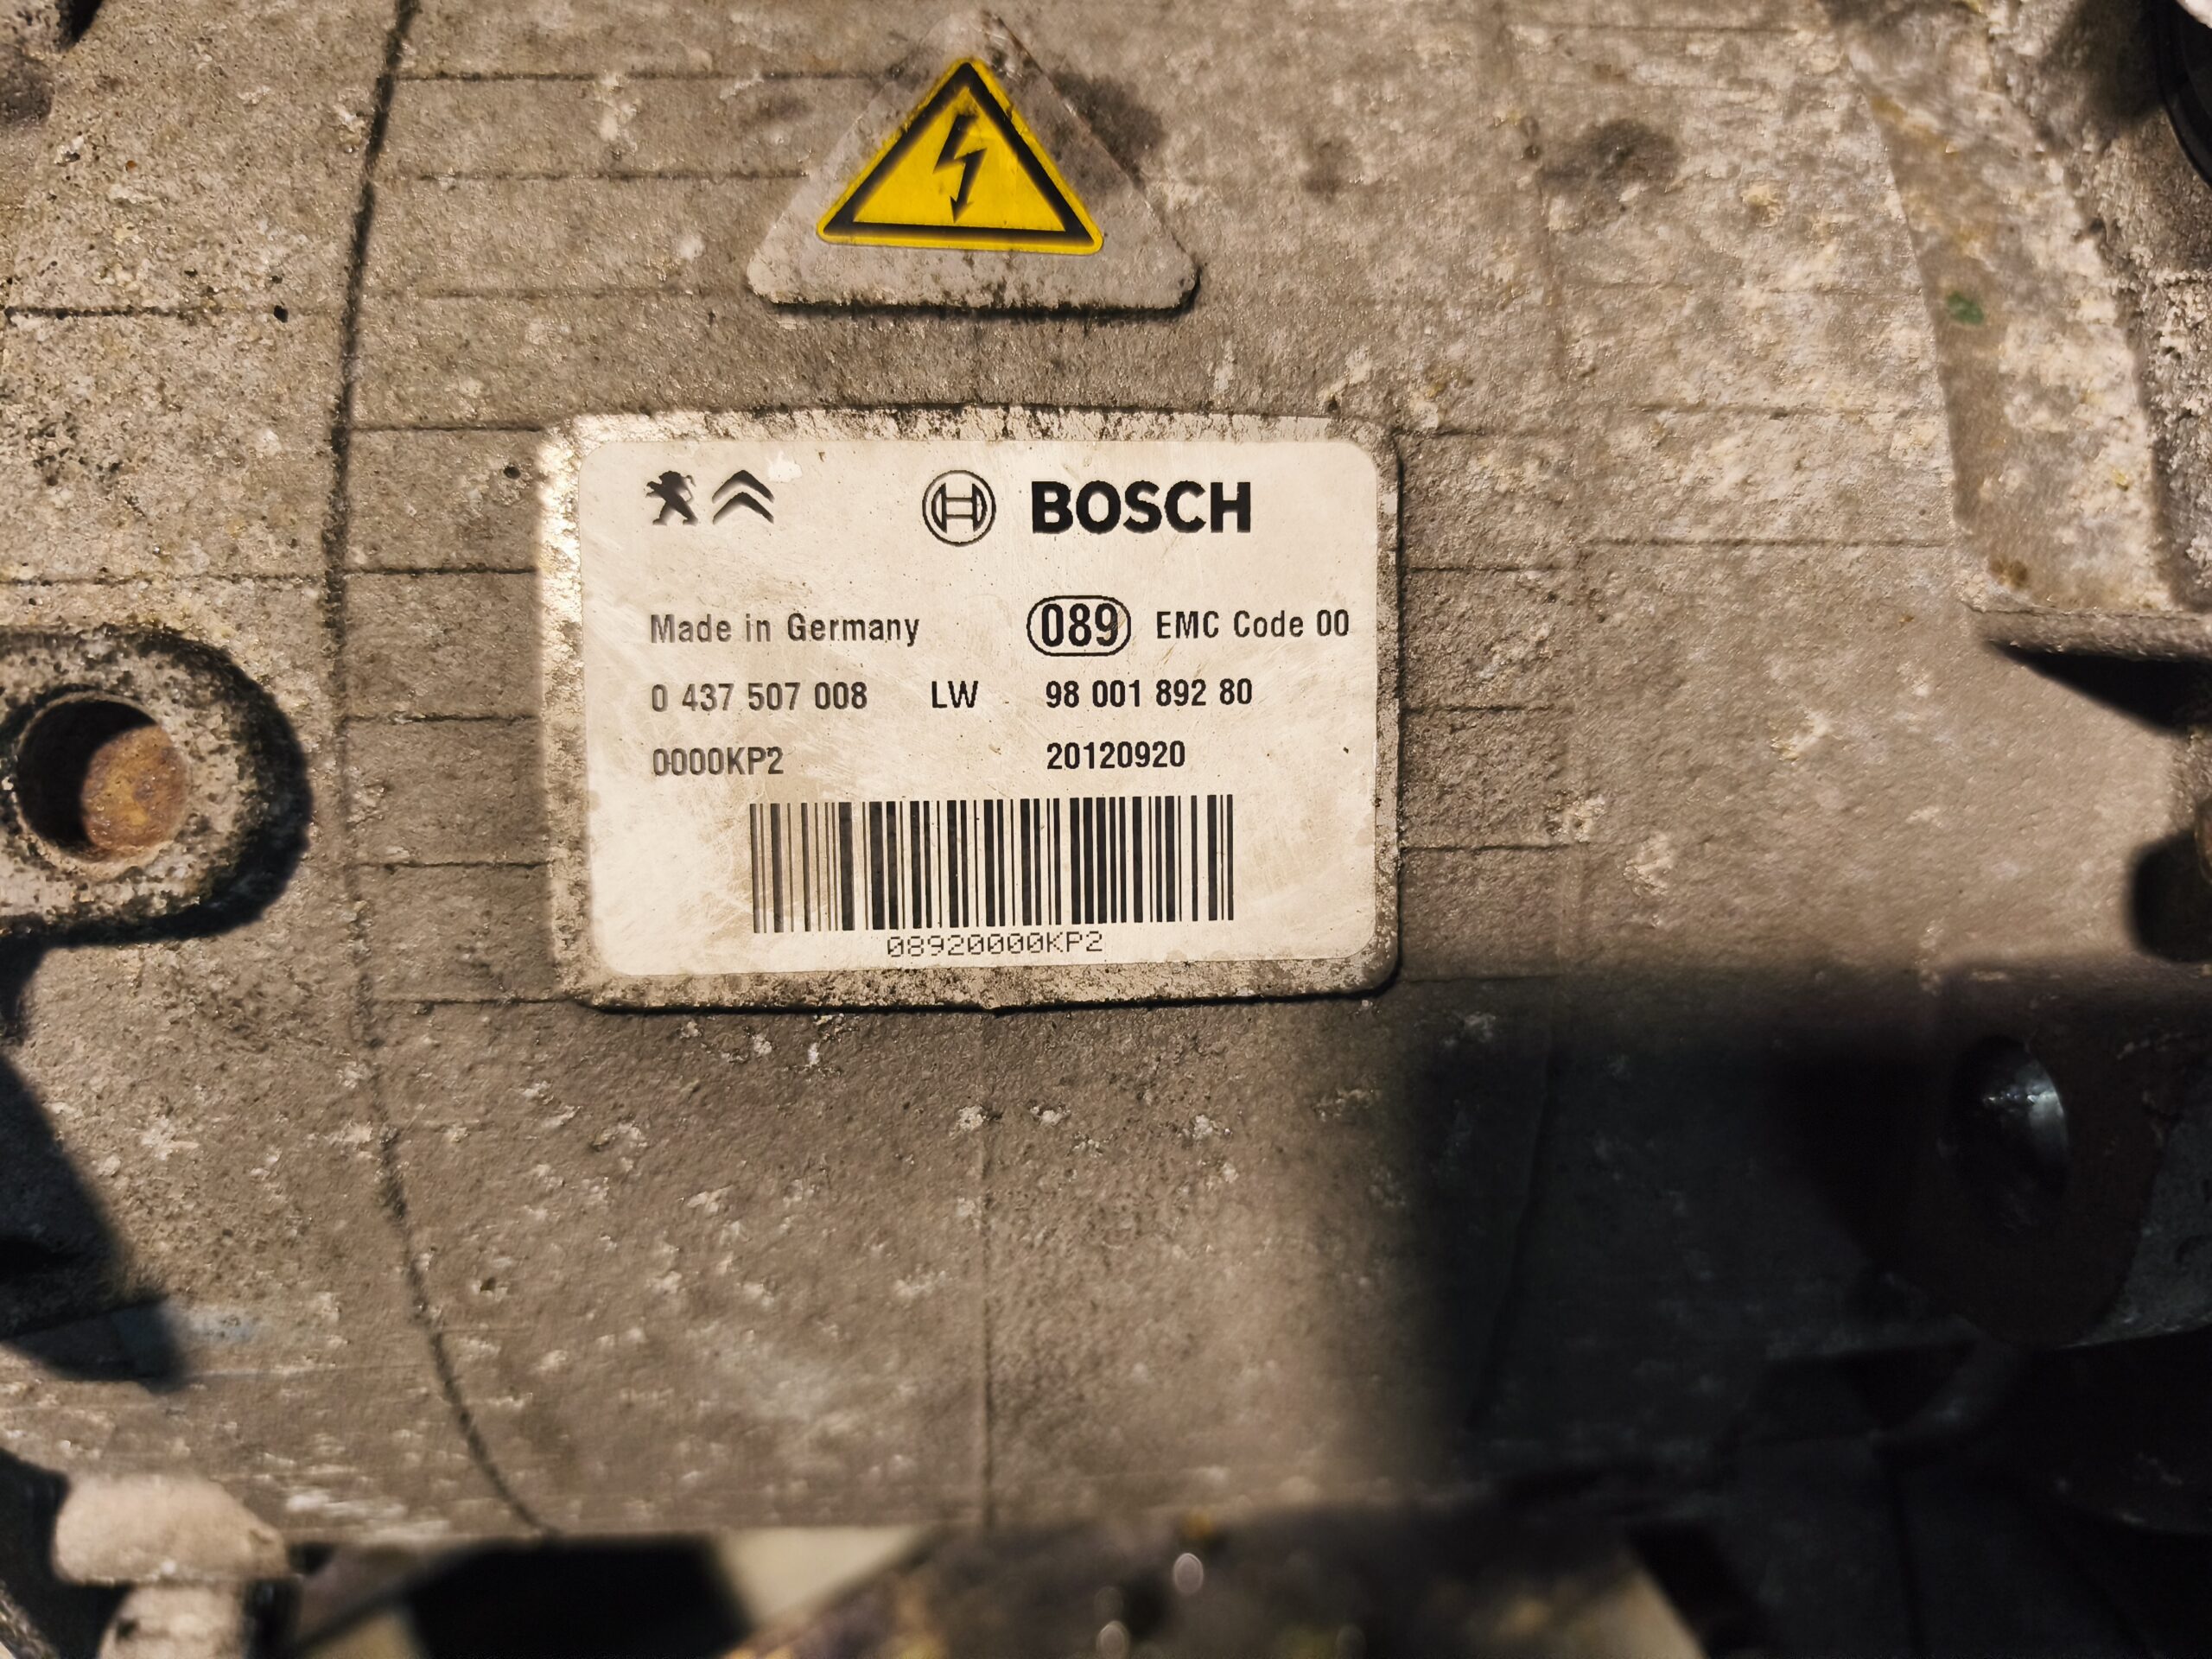 BOSCH
Made in Germany 089 EMC Code 00
0 437 507 008 LW 98 001 892 80
0000KP2 20120920
08920000KP2